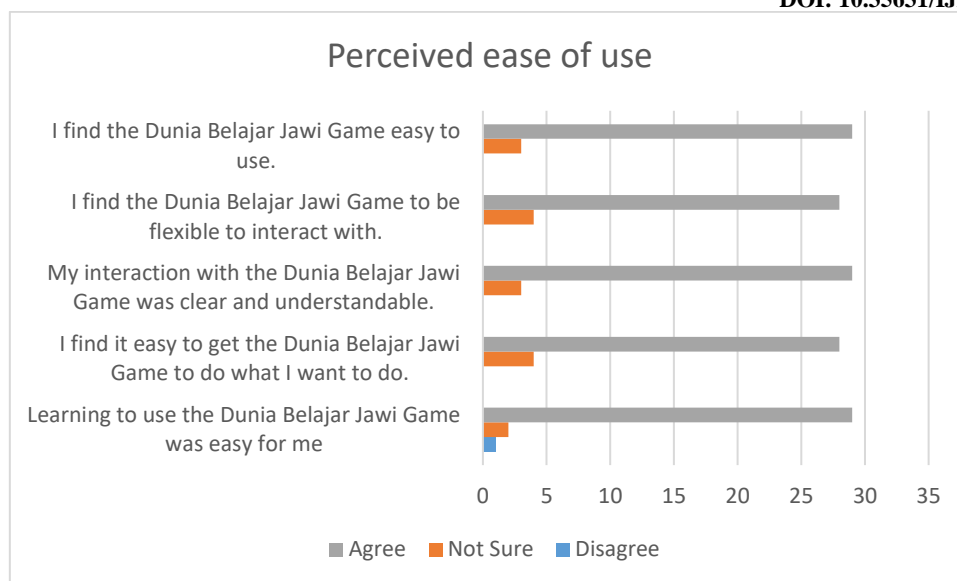 Perceived ease of use
I find the Dunia Belajar Jawi Game easy to
use.
I find the Dunia Belajar Jawi Game to be
flexible to interact with.
My interaction with the Dunia Belajar Jawi
Game was clear and understandable.
I find it easy to get the Dunia Belajar Jawi
Game to do what I want to do.
Learning to use the Dunia Belajar Jawi Game
was easy for me
0 5 10 15 20 25 30 35
Agree Not Sure Disagree